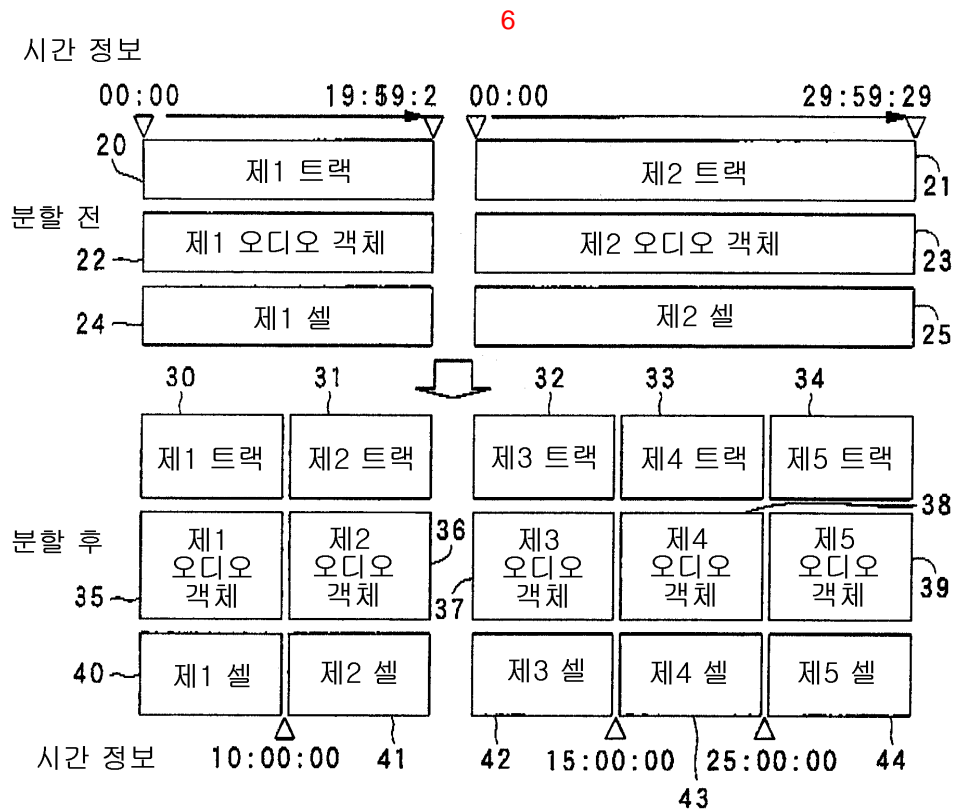 6
시간 정보
00:00 19:59:2 00:00 29:59:29
20 제1 트랙 제2 트랙 21
분할 전
22 제1 오디오 객체 제2 오디오 객체 23
24 제1 셀 제2 셀 25
30 31 32 33 34
제1 트랙 제2 트랙 제3 트랙 제4 트랙 제5 트랙
38
분할 후
제1 오디오 객체
제2 오디오 객체
제3 오디오 객체
제4 오디오 객체
제5 오디오 객체
35 36 37 39
40 제1 셀 제2 셀 제3 셀 제4 셀 제5 셀
시간 정보 10:00:00 41 42 15:00:00 25:00:00 44
43